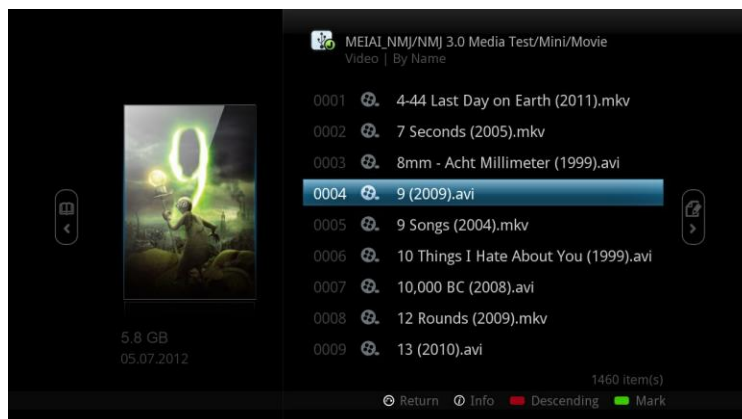 MEIAI_NMJ/NMJ 3.0 Media Test/Mini/Movie
Video | By Name
0001 4-44 Last Day on Earth (2011).mkv
0002 7 Seconds (2005).mkv
0003 8mm - Acht Millimeter (1999).avi
0004 9 (2009).avi
0005 9 Songs (2004).mkv
0006 10 Things I Hate About You (1999).avi
0007 10,000 BC (2008).avi
0008 12 Rounds (2009).mkv
0009 13 (2010).avi
9
5.8 GB
05.07.2012
1460 item(s)
Return Info Descending Mark